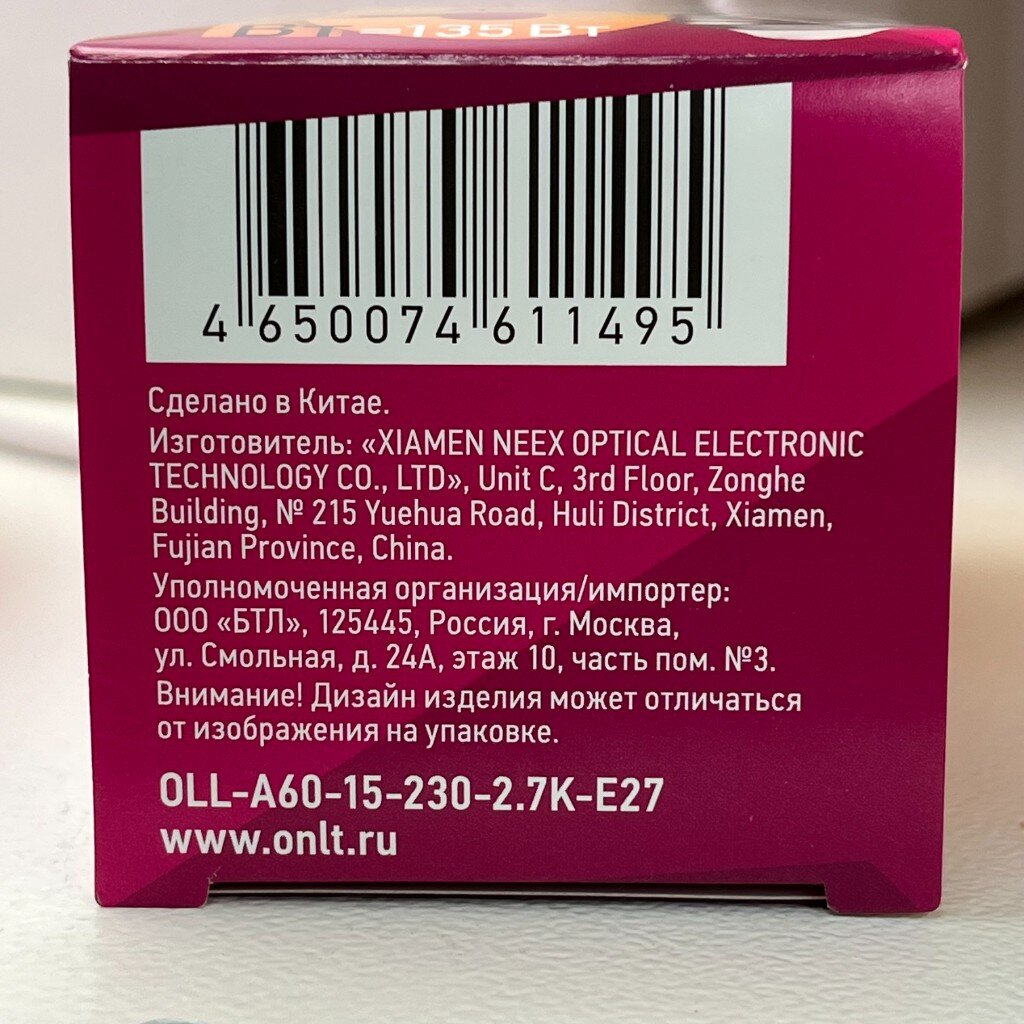 Вт =135 Вт
4 650074 611495
Сделано в Китае.
Изготовитель: «XIAMEN NEEX OPTICAL ELECTRONIC
TECHNOLOGY CO., LTD», Unit C, 3rd Floor, Zonghe
Building, № 215 Yuehua Road, Huli District, Xiamen,
Fujian Province, China.
Уполномоченная организация/импортер:
ООО «БТЛ», 125445, Россия, г. Москва,
ул. Смольная, д. 24А, этаж 10, часть пом. №3.
Внимание! Дизайн изделия может отличаться
от изображения на упаковке.
OLL-A60-15-230-2.7K-E27
www.onlt.ru